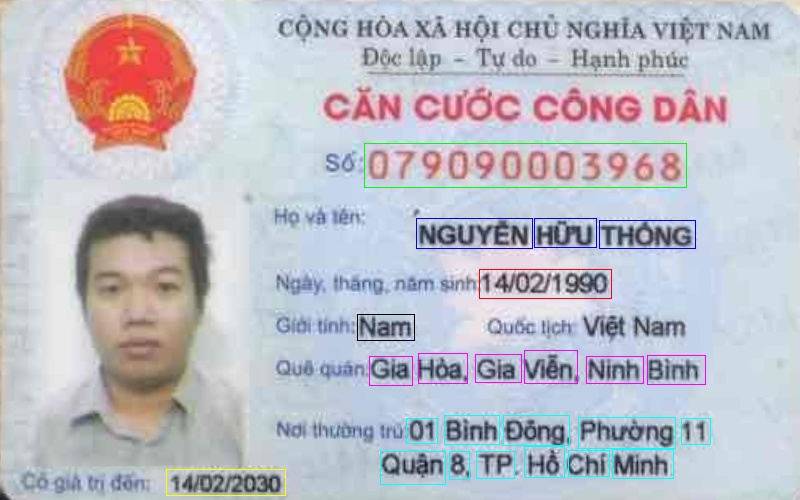 CỘNG HÒA XÃ HỘI CHỦ NGHĨA VIỆT NAM
Độc lập - Tự do - Hạnh phúc
CĂN CƯỚC CÔNG DÂN
Số: 079090003968
Họ và tên:
NGUYỄN HỮU THÔNG
Ngày, tháng, năm sinh: 14/02/1990
Giới tính: Nam Quốc tịch: Việt Nam
Quê quán: Gia Hòa, Gia Viễn, Ninh Bình
Nơi thường trú: 01 Bình Đông, Phường 11
Quận 8, TP. Hồ Chí Minh
Có giá trị đến: 14/02/2030